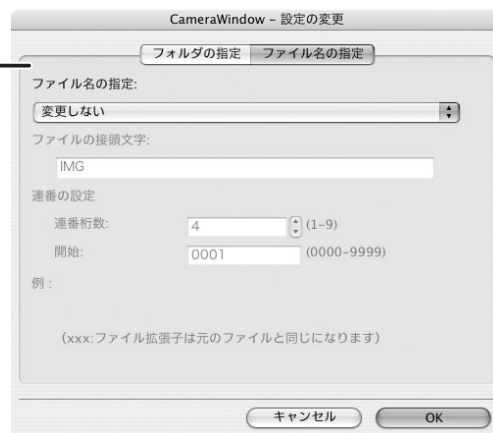 CameraWindow – 設定の変更
フォルダの指定 ファイル名の指定
ファイル名の指定:
変更しない
ファイルの接頭文字:
IMG
連番の設定
連番桁数: 4 (1–9)
開始: 0001 (0000–9999)
例 :
(xxx:ファイル拡張子は元のファイルと同じになります)
キャンセル OK